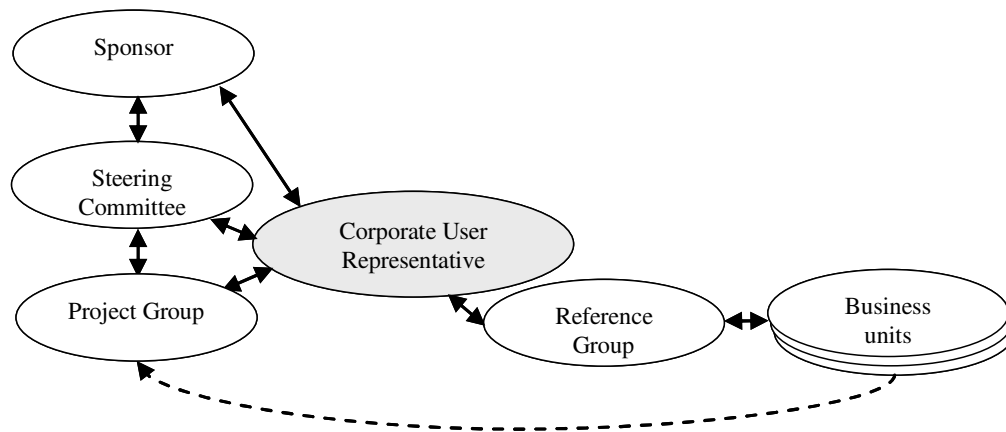 Sponsor
Steering
Committee
Corporate User
Representative
Project Group
Reference
Group
Business
units